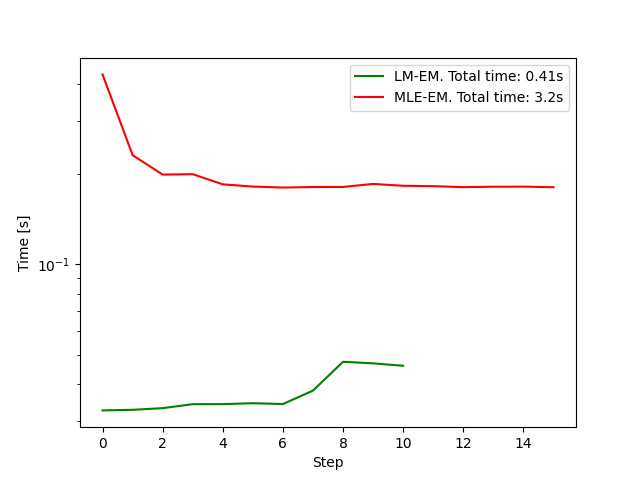 LM-EM. Total time: 0.41s
MLE-EM. Total time: 3.2s
Time [s]
10⁻¹
0 2 4 6 8 10 12 14
Step